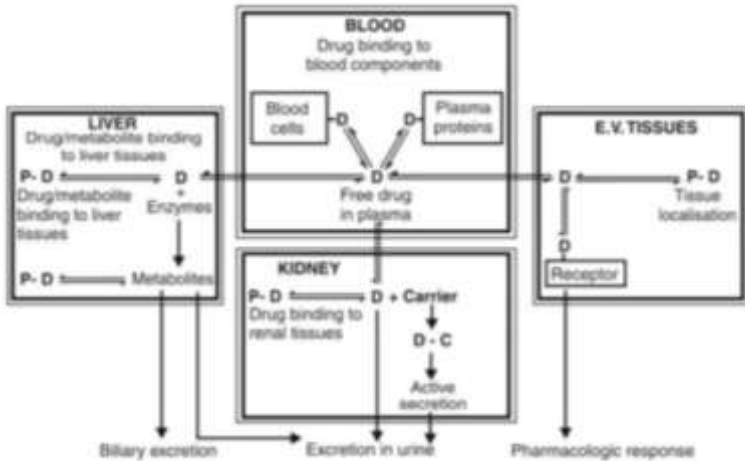 BLOOD
Drug binding to
blood components
Blood
cells
D
D
Plasma
proteins
D
Free drug
in plasma
LIVER
Drug/metabolite binding
to liver tissues
P- D
D
+
Enzymes
Drug/metabolite
binding to liver
tissues
P- D
Metabolites
E.V. TISSUES
D
P- D
Tissue
localisation
D
Receptor
KIDNEY
P- D
D + Carrier
Drug binding to
renal tissues
D - C
Active
secretion
Biliary excretion
Excretion in urine
Pharmacologic response